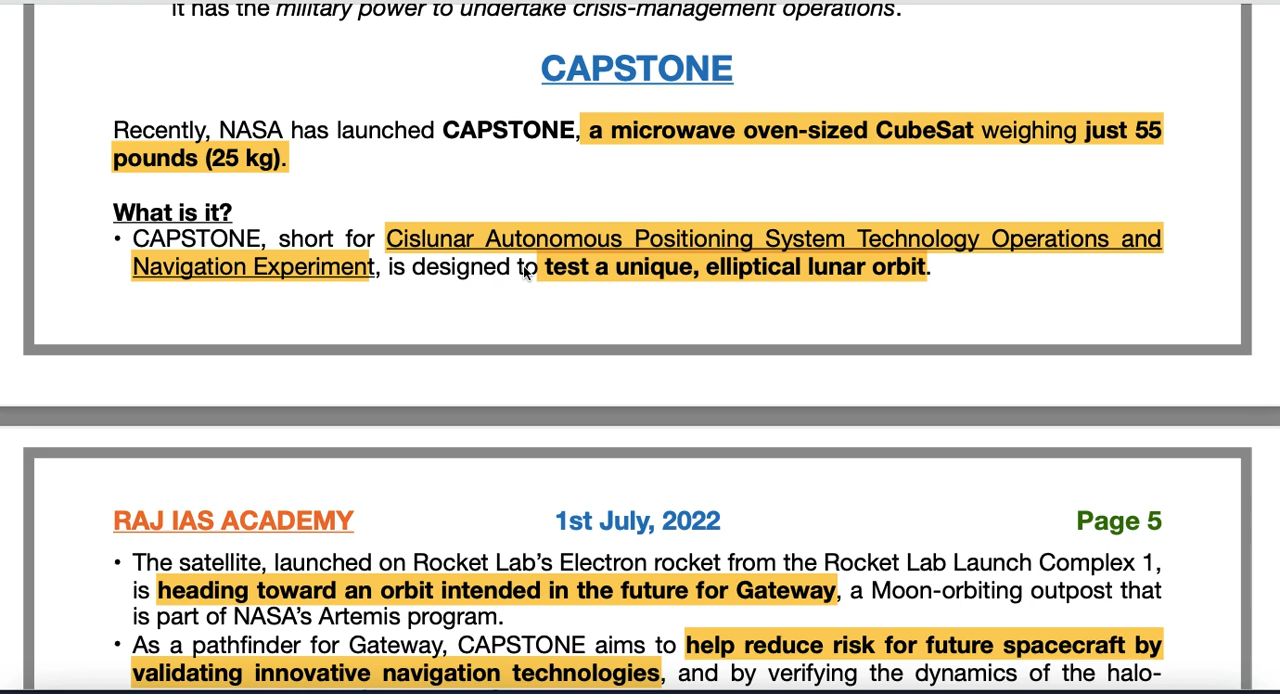 it has the military power to undertake crisis-management operations.
CAPSTONE
Recently, NASA has launched CAPSTONE, a microwave oven-sized CubeSat weighing just 55
pounds (25 kg).
What is it?
• CAPSTONE, short for Cislunar Autonomous Positioning System Technology Operations and
Navigation Experiment, is designed to test a unique, elliptical lunar orbit.
RAJ IAS ACADEMY 1st July, 2022 Page 5
• The satellite, launched on Rocket Lab’s Electron rocket from the Rocket Lab Launch Complex 1,
is heading toward an orbit intended in the future for Gateway, a Moon-orbiting outpost that
is part of NASA’s Artemis program.
• As a pathfinder for Gateway, CAPSTONE aims to help reduce risk for future spacecraft by
validating innovative navigation technologies, and by verifying the dynamics of the halo-